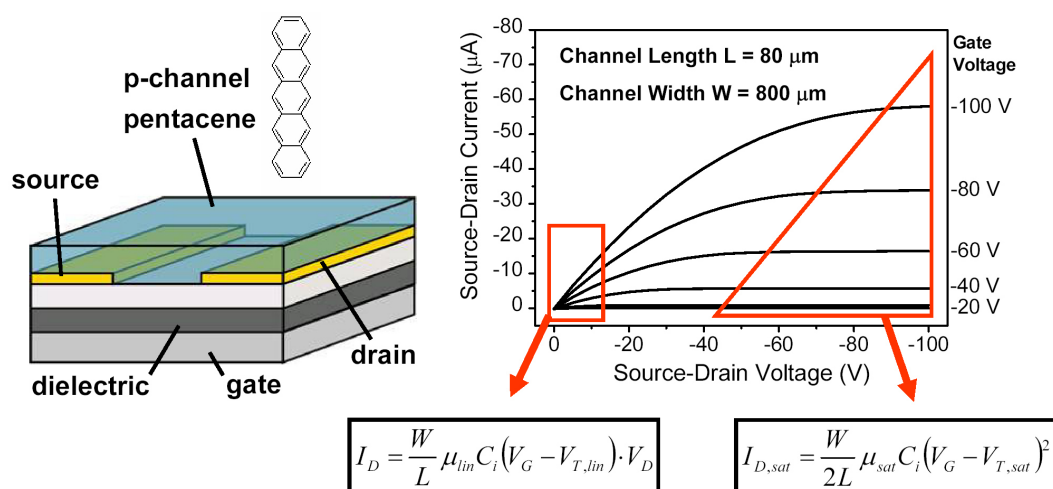 p-channel
pentacene
source
drain
dielectric
gate
Source-Drain Current (μA)
-80
-70
-60
-50
-40
-30
-20
-10
0
Channel Length L = 80 μm
Channel Width W = 800 μm
Gate
Voltage
-100 V
-80 V
-60 V
-40 V
-20 V
0 -20 -40 -60 -80 -100
Source-Drain Voltage (V)
I_D = W/L μ_lin C_i (V_G − V_T,lin) · V_D
I_D,sat = W/2L μ_sat C_i (V_G − V_T,sat)²